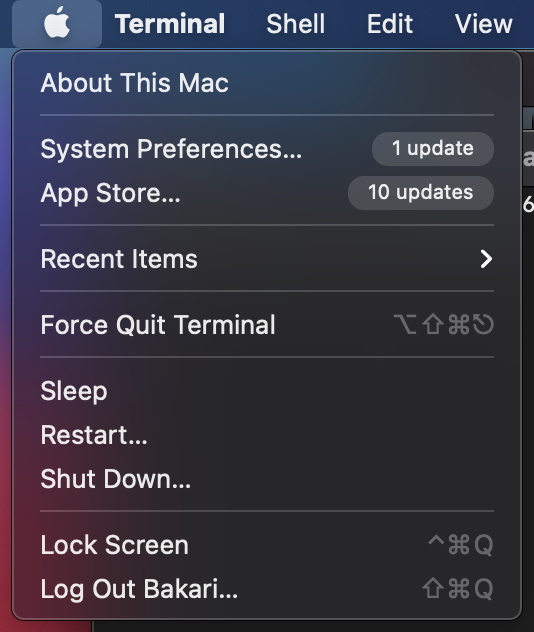 Terminal Shell Edit View
About This Mac
System Preferences... 1 update
App Store... 10 updates
Recent Items
Force Quit Terminal ⌥⇧⌘⎋
Sleep
Restart...
Shut Down...
Lock Screen ^⌘Q
Log Out Bakari... ⇧⌘Q